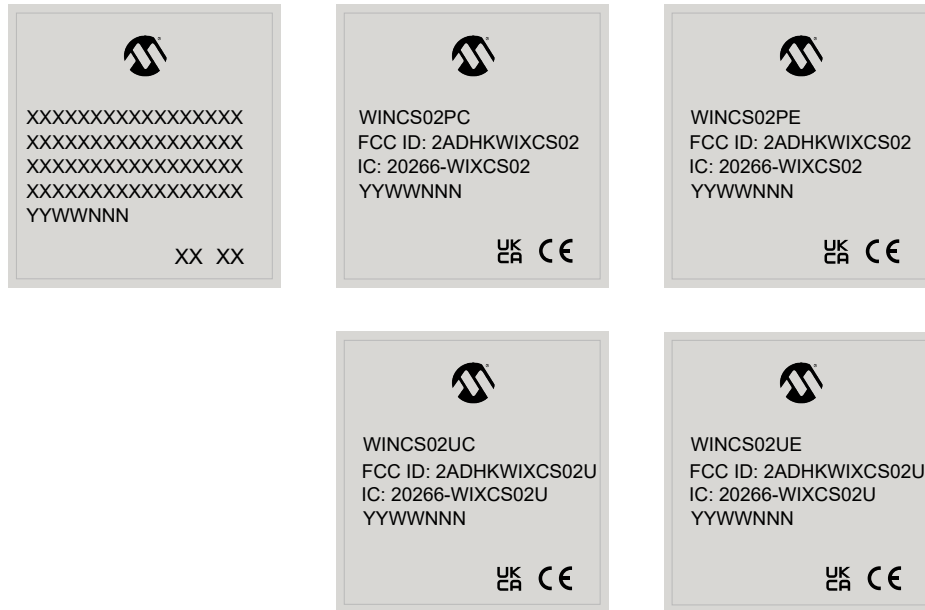 XXXXXXXXXXXXXXXXX
XXXXXXXXXXXXXXXXX
XXXXXXXXXXXXXXXXX
XXXXXXXXXXXXXXXXX
YYWWNNN
XX XX
WINCS02PC
FCC ID: 2ADHKWIXCS02
IC: 20266-WIXCS02
YYWWNNN
UK
CA CE
WINCS02PE
FCC ID: 2ADHKWIXCS02
IC: 20266-WIXCS02
YYWWNNN
UK
CA CE
WINCS02UC
FCC ID: 2ADHKWIXCS02U
IC: 20266-WIXCS02U
YYWWNNN
UK
CA CE
WINCS02UE
FCC ID: 2ADHKWIXCS02U
IC: 20266-WIXCS02U
YYWWNNN
UK
CA CE